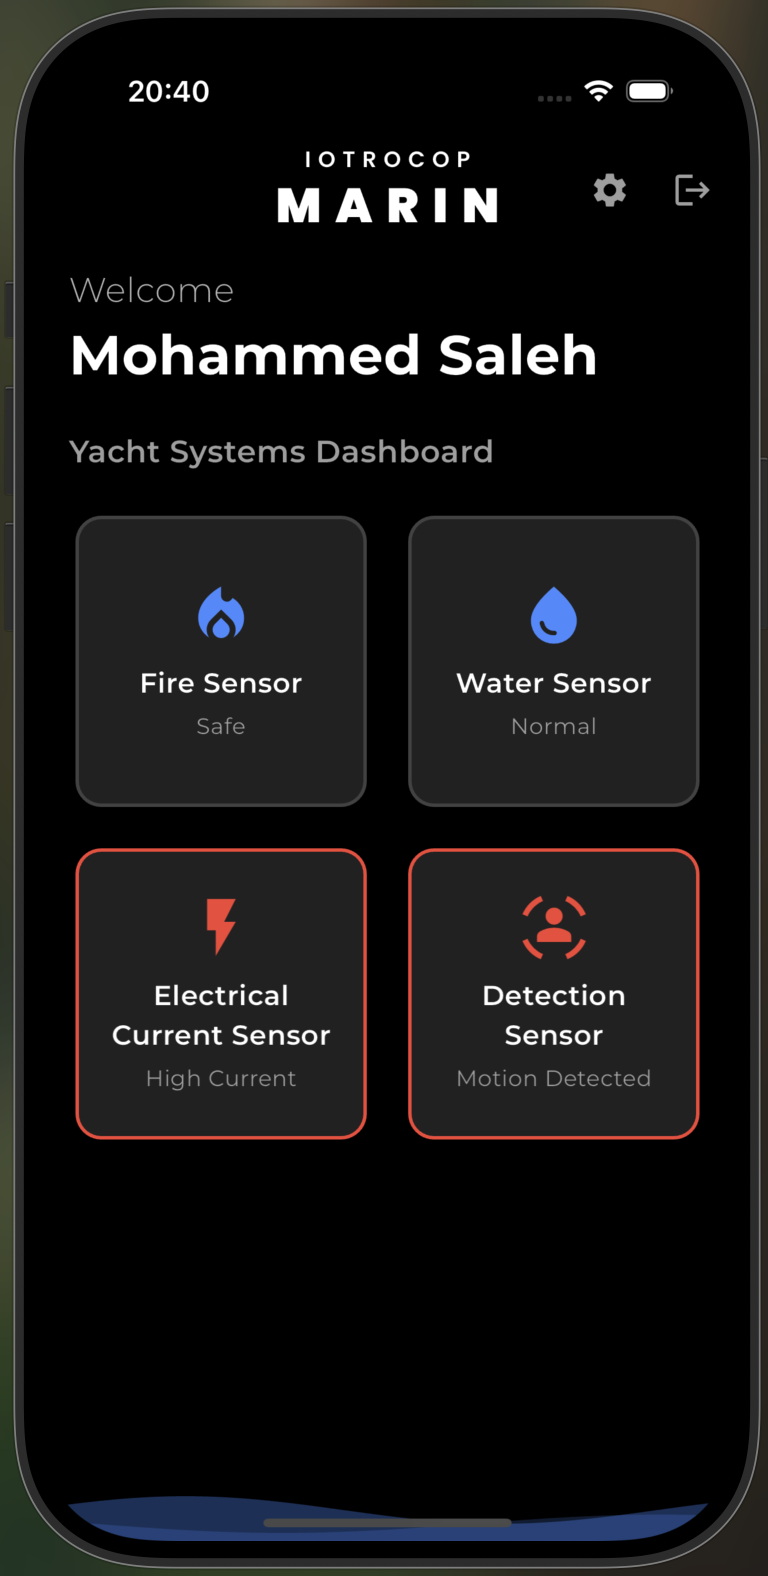 20:40
IOTROCOP
MARIN
Welcome
Mohammed Saleh
Yacht Systems Dashboard
Fire Sensor
Safe
Water Sensor
Normal
Electrical
Current Sensor
High Current
Detection
Sensor
Motion Detected